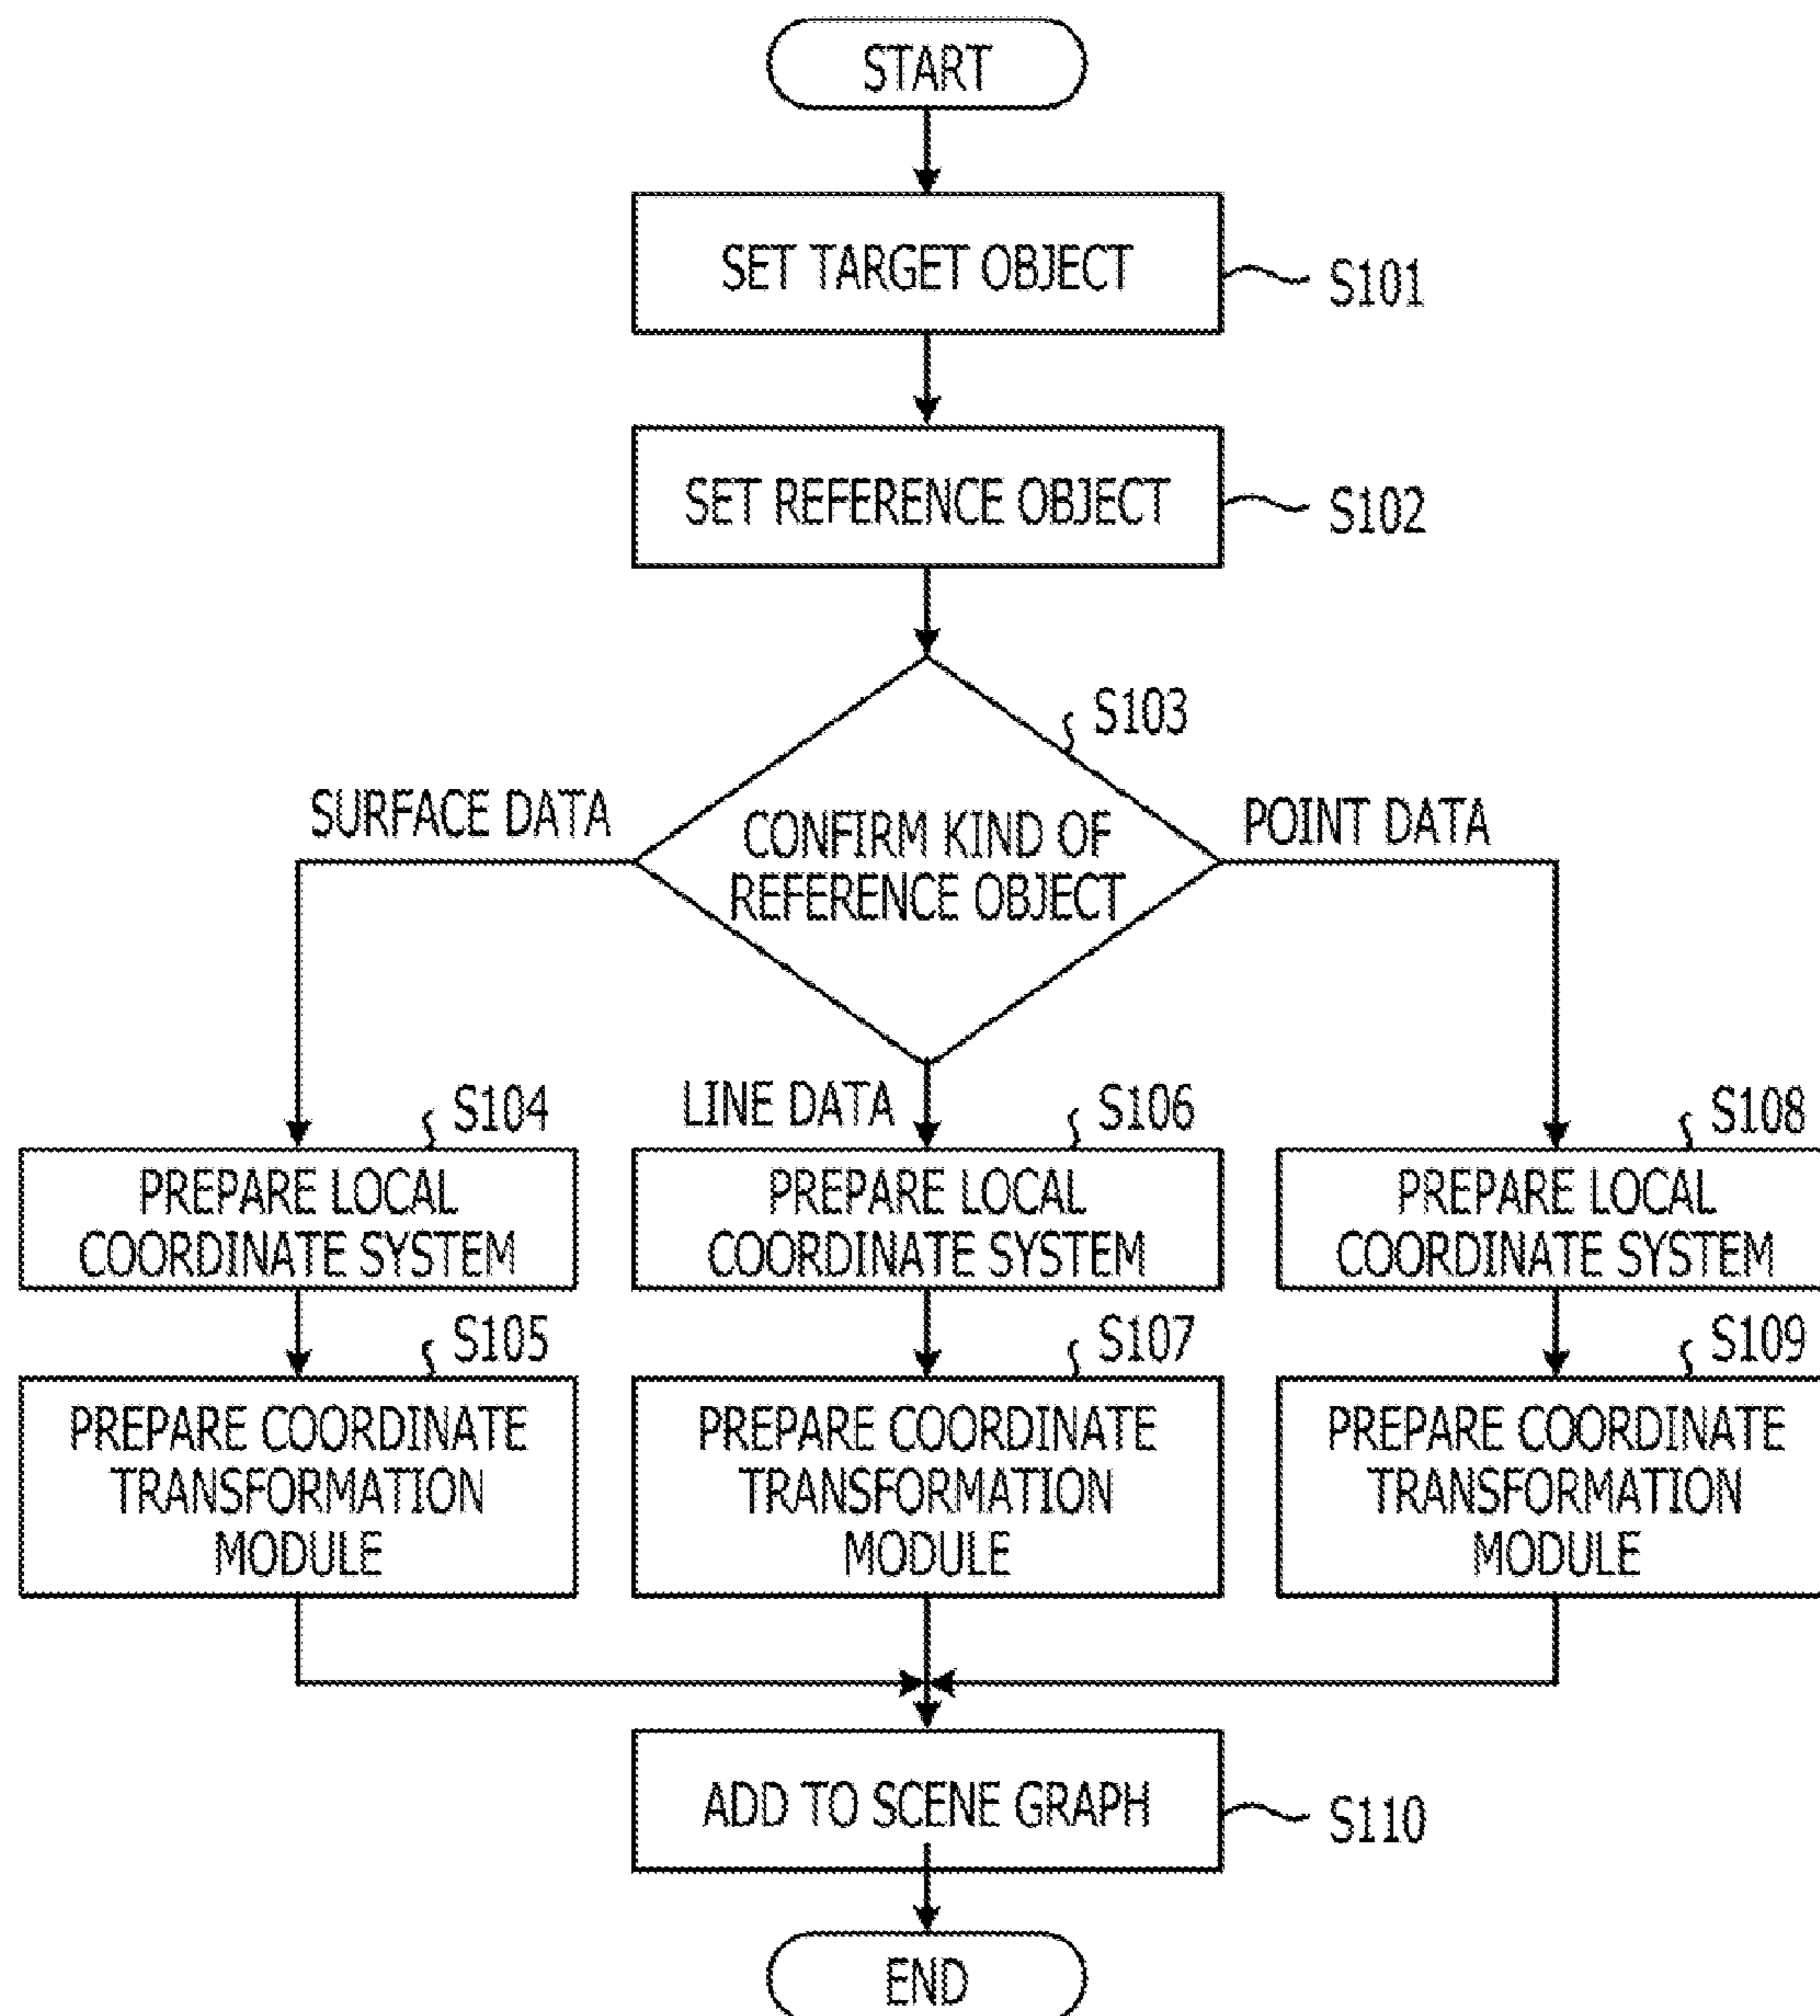 START
SET TARGET OBJECT
S101
SET REFERENCE OBJECT
S102
S103
SURFACE DATA
CONFIRM KIND OF
REFERENCE OBJECT
POINT DATA
LINE DATA
S104
PREPARE LOCAL
COORDINATE SYSTEM
S106
PREPARE LOCAL
COORDINATE SYSTEM
S108
PREPARE LOCAL
COORDINATE SYSTEM
S105
PREPARE COORDINATE
TRANSFORMATION
MODULE
S107
PREPARE COORDINATE
TRANSFORMATION
MODULE
S109
PREPARE COORDINATE
TRANSFORMATION
MODULE
ADD TO SCENE GRAPH
S110
END